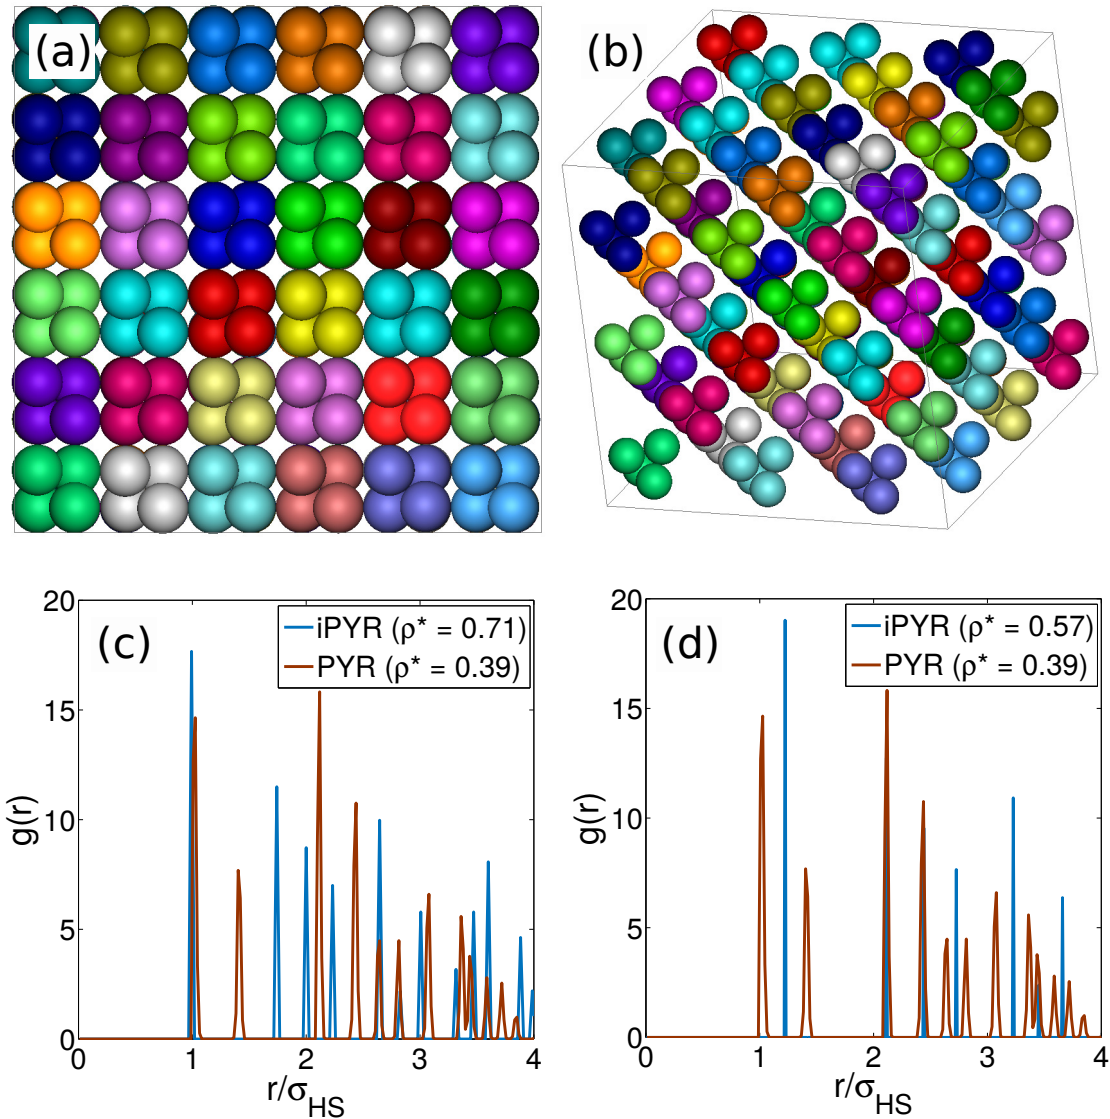 (a)
(b)
20
15
10
5
0
g(r)
(c)
iPYR (ρ* = 0.71)
PYR (ρ* = 0.39)
0 1 2 3 4
r/σHS
20
15
10
5
0
g(r)
(d)
iPYR (ρ* = 0.57)
PYR (ρ* = 0.39)
0 1 2 3 4
r/σHS